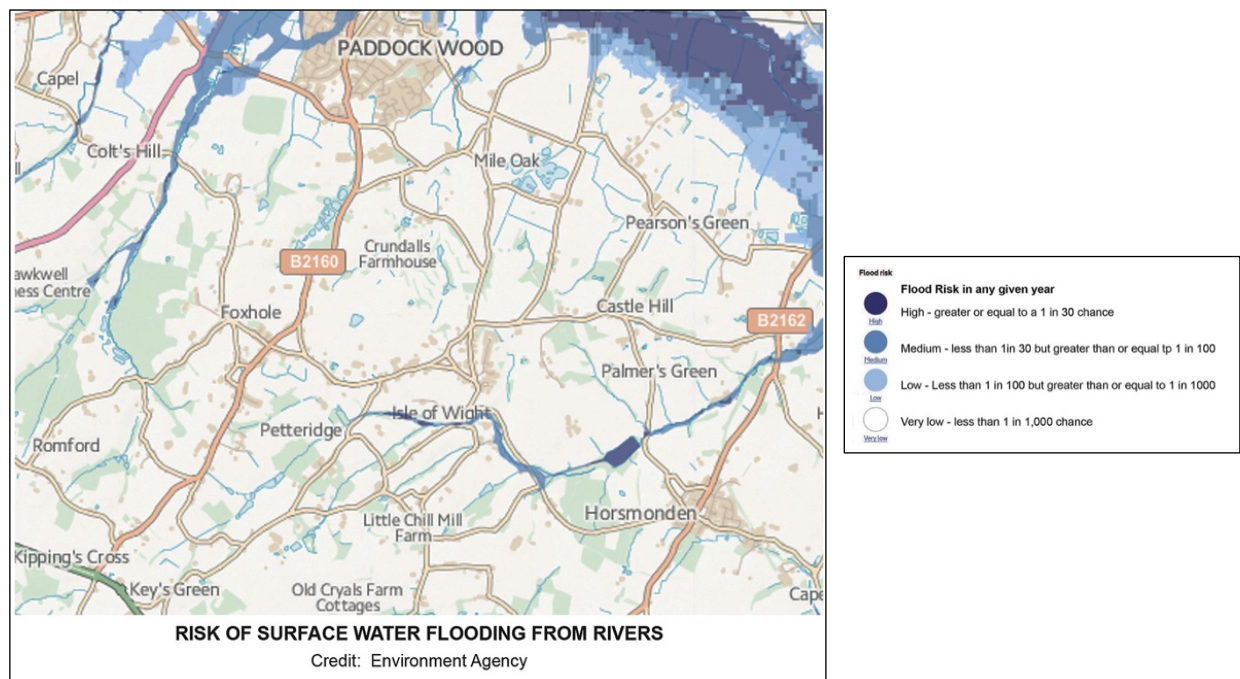 PADDOCK WOOD
Capel
Colt's Hill
Mile Oak
Pearson's Green
Crundalls
Farmhouse
B2160
awkwell
ness Centre
Foxhole
Castle Hill
B2162
Palmer's Green
Isle of Wight
Petteridge
Romford
Little Chill Mill
Farm
Horsmonden
Kipping's Cross
Key's Green
Old Cryals Farm
Cottages
Cape
RISK OF SURFACE WATER FLOODING FROM RIVERS
Credit: Environment Agency
Flood risk
Flood Risk in any given year
High - greater or equal to a 1 in 30 chance
High
Medium - less than 1in 30 but greater than or equal tp 1 in 100
Medium
Low - Less than 1 in 100 but greater than or equal to 1 in 1000
Low
Very low - less than 1 in 1,000 chance
Very low